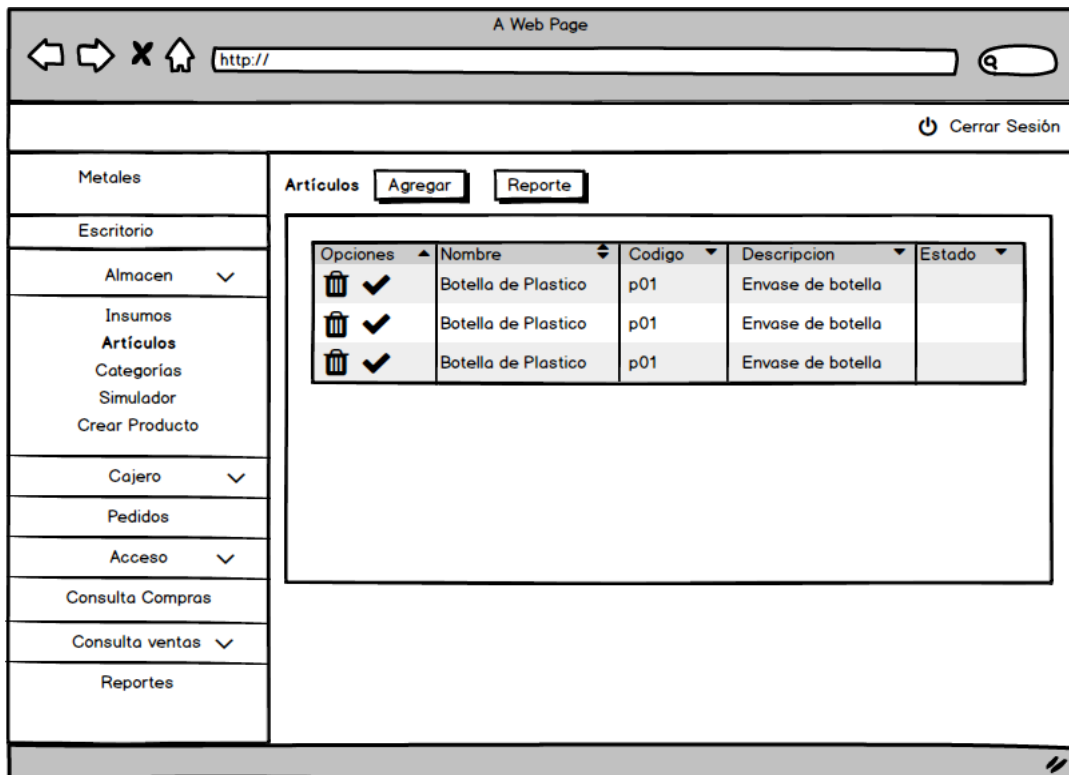 A Web Page
http://
Cerrar Sesión
Metales
Escritorio
Almacen
Insumos
Artículos
Categorías
Simulador
Crear Producto
Cajero
Pedidos
Acceso
Consulta Compras
Consulta ventas
Reportes
Artículos Agregar Reporte
Opciones Nombre Codigo Descripcion Estado
Botella de Plastico p01 Envase de botella
Botella de Plastico p01 Envase de botella
Botella de Plastico p01 Envase de botella